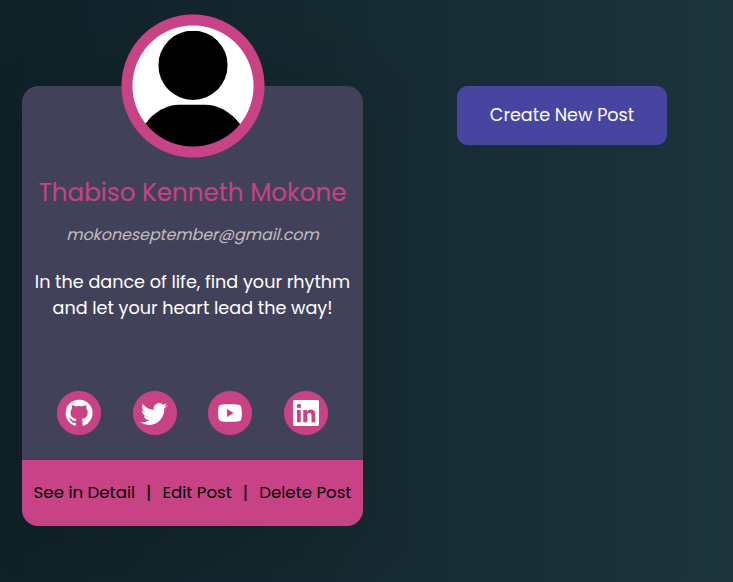 Create New Post
Thabiso Kenneth Mokone
mokoneseptember@gmail.com
In the dance of life, find your rhythm
and let your heart lead the way!
See in Detail | Edit Post | Delete Post